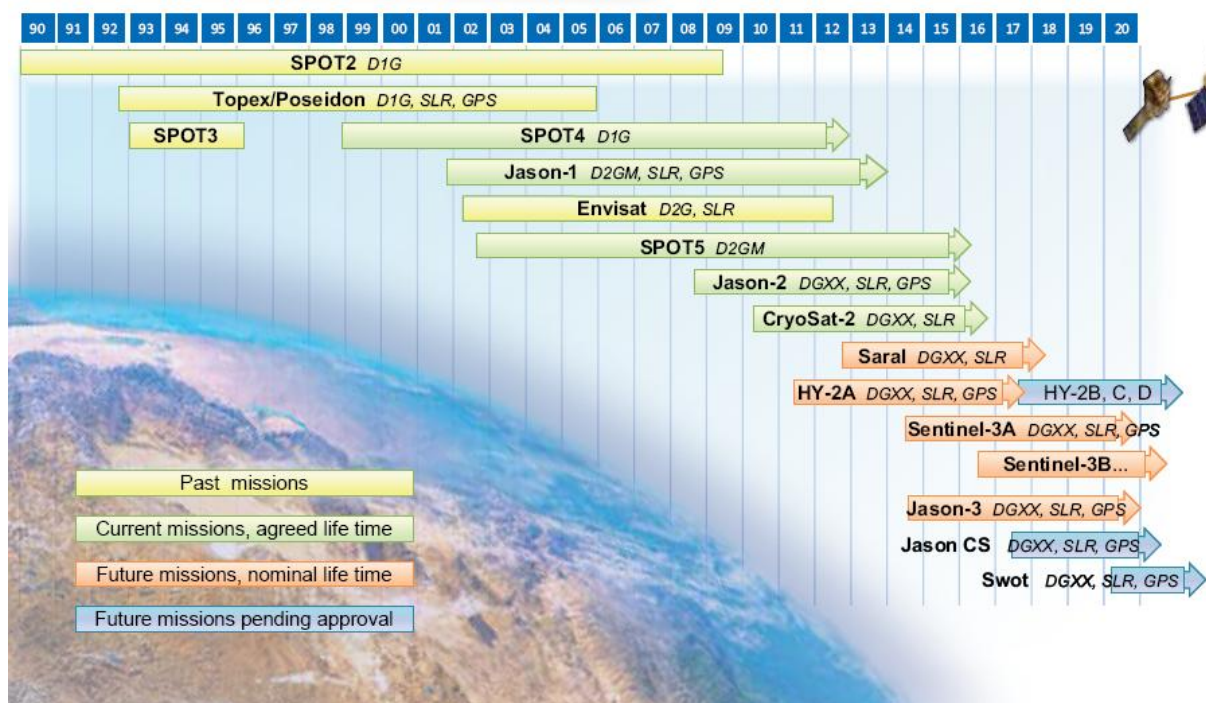 90 91 92 93 94 95 96 97 98 99 00 01 02 03 04 05 06 07 08 09 10 11 12 13 14 15 16 17 18 19 20
SPOT2 D1G
Topex/Poseidon D1G, SLR, GPS
SPOT3 SPOT4 D1G
Jason-1 D2GM, SLR, GPS
Envisat D2G, SLR
SPOT5 D2GM
Jason-2 DGXX, SLR, GPS
CryoSat-2 DGXX, SLR
Saral DGXX, SLR
HY-2A DGXX, SLR, GPS HY-2B, C, D
Sentinel-3A DGXX, SLR, GPS
Sentinel-3B...
Jason-3 DGXX, SLR, GPS
Jason CS DGXX, SLR, GPS
Swot DGXX, SLR, GPS
Past missions
Current missions, agreed life time
Future missions, nominal life time
Future missions pending approval